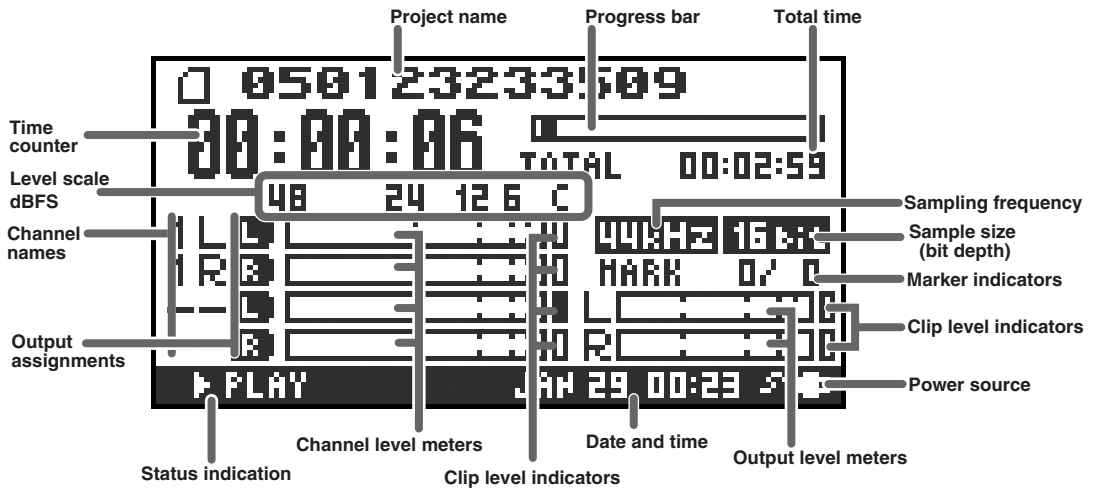 Project name Progress bar Total time
050123233509
Time counter
00:00:06
TOTAL 00:02:59
Level scale dBFS
48 24 12 6 C
Sampling frequency
Channel names
L L 44kHz 16bit
Sample size (bit depth)
R R MARK 0/ 0
Marker indicators
-- L L
Clip level indicators
Output assignments
R R
PLAY JAN 29 00:23
Power source
Channel level meters
Date and time
Output level meters
Status indication
Clip level indicators